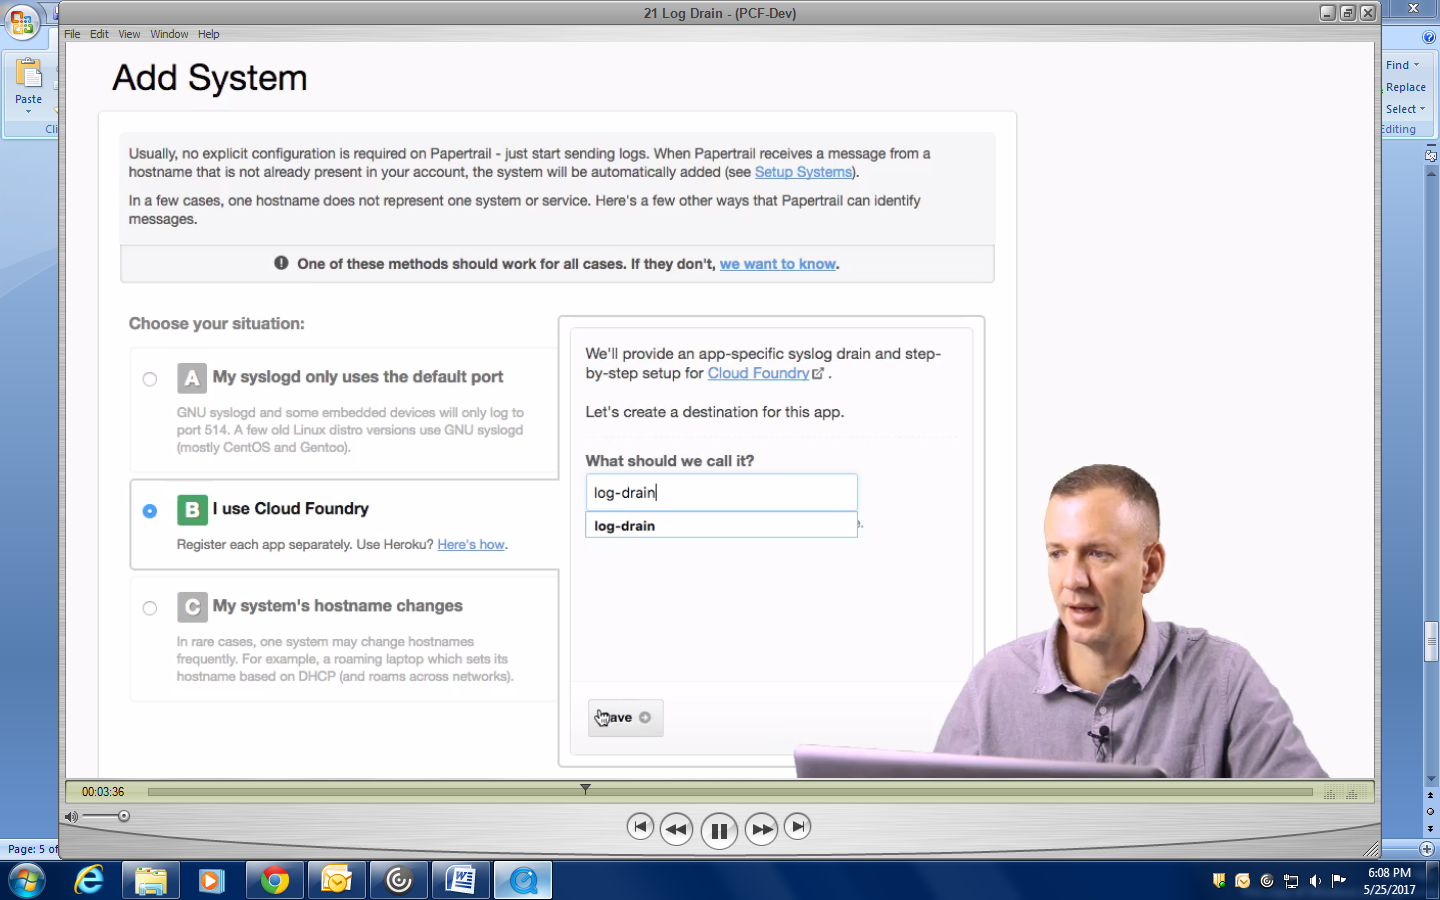 21 Log Drain - (PCF-Dev)
File Edit View Window Help
Find
Paste
Replace
Select
Editing
Add System
Usually, no explicit configuration is required on Papertrail - just start sending logs. When Papertrail receives a message from a
hostname that is not already present in your account, the system will be automatically added (see Setup Systems).
In a few cases, one hostname does not represent one system or service. Here's a few other ways that Papertrail can identify
messages.
One of these methods should work for all cases. If they don't, we want to know.
Choose your situation:
A My syslogd only uses the default port
GNU syslogd and some embedded devices will only log to
port 514. A few old Linux distro versions use GNU syslogd
(mostly CentOS and Gentoo).
B I use Cloud Foundry
Register each app separately. Use Heroku? Here's how.
C My system's hostname changes
In rare cases, one system may change hostnames
frequently. For example, a roaming laptop which sets its
hostname based on DHCP (and roams across networks).
We'll provide an app-specific syslog drain and step-
by-step setup for Cloud Foundry .
Let's create a destination for this app.
What should we call it?
log-drain
log-drain
00:03:36
Page: 5 of
6:08 PM
5/25/2017